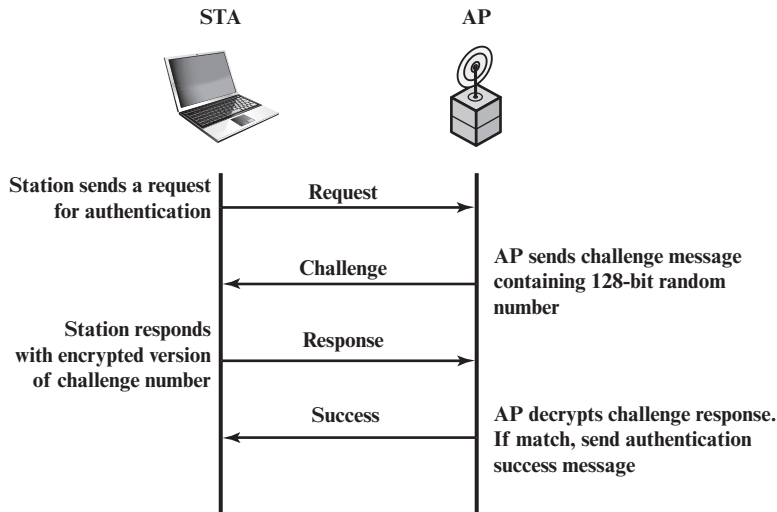 STA
AP
Station sends a request
for authentication
Request
Challenge
AP sends challenge message
containing 128-bit random
number
Station responds
with encrypted version
of challenge number
Response
Success
AP decrypts challenge response.
If match, send authentication
success message